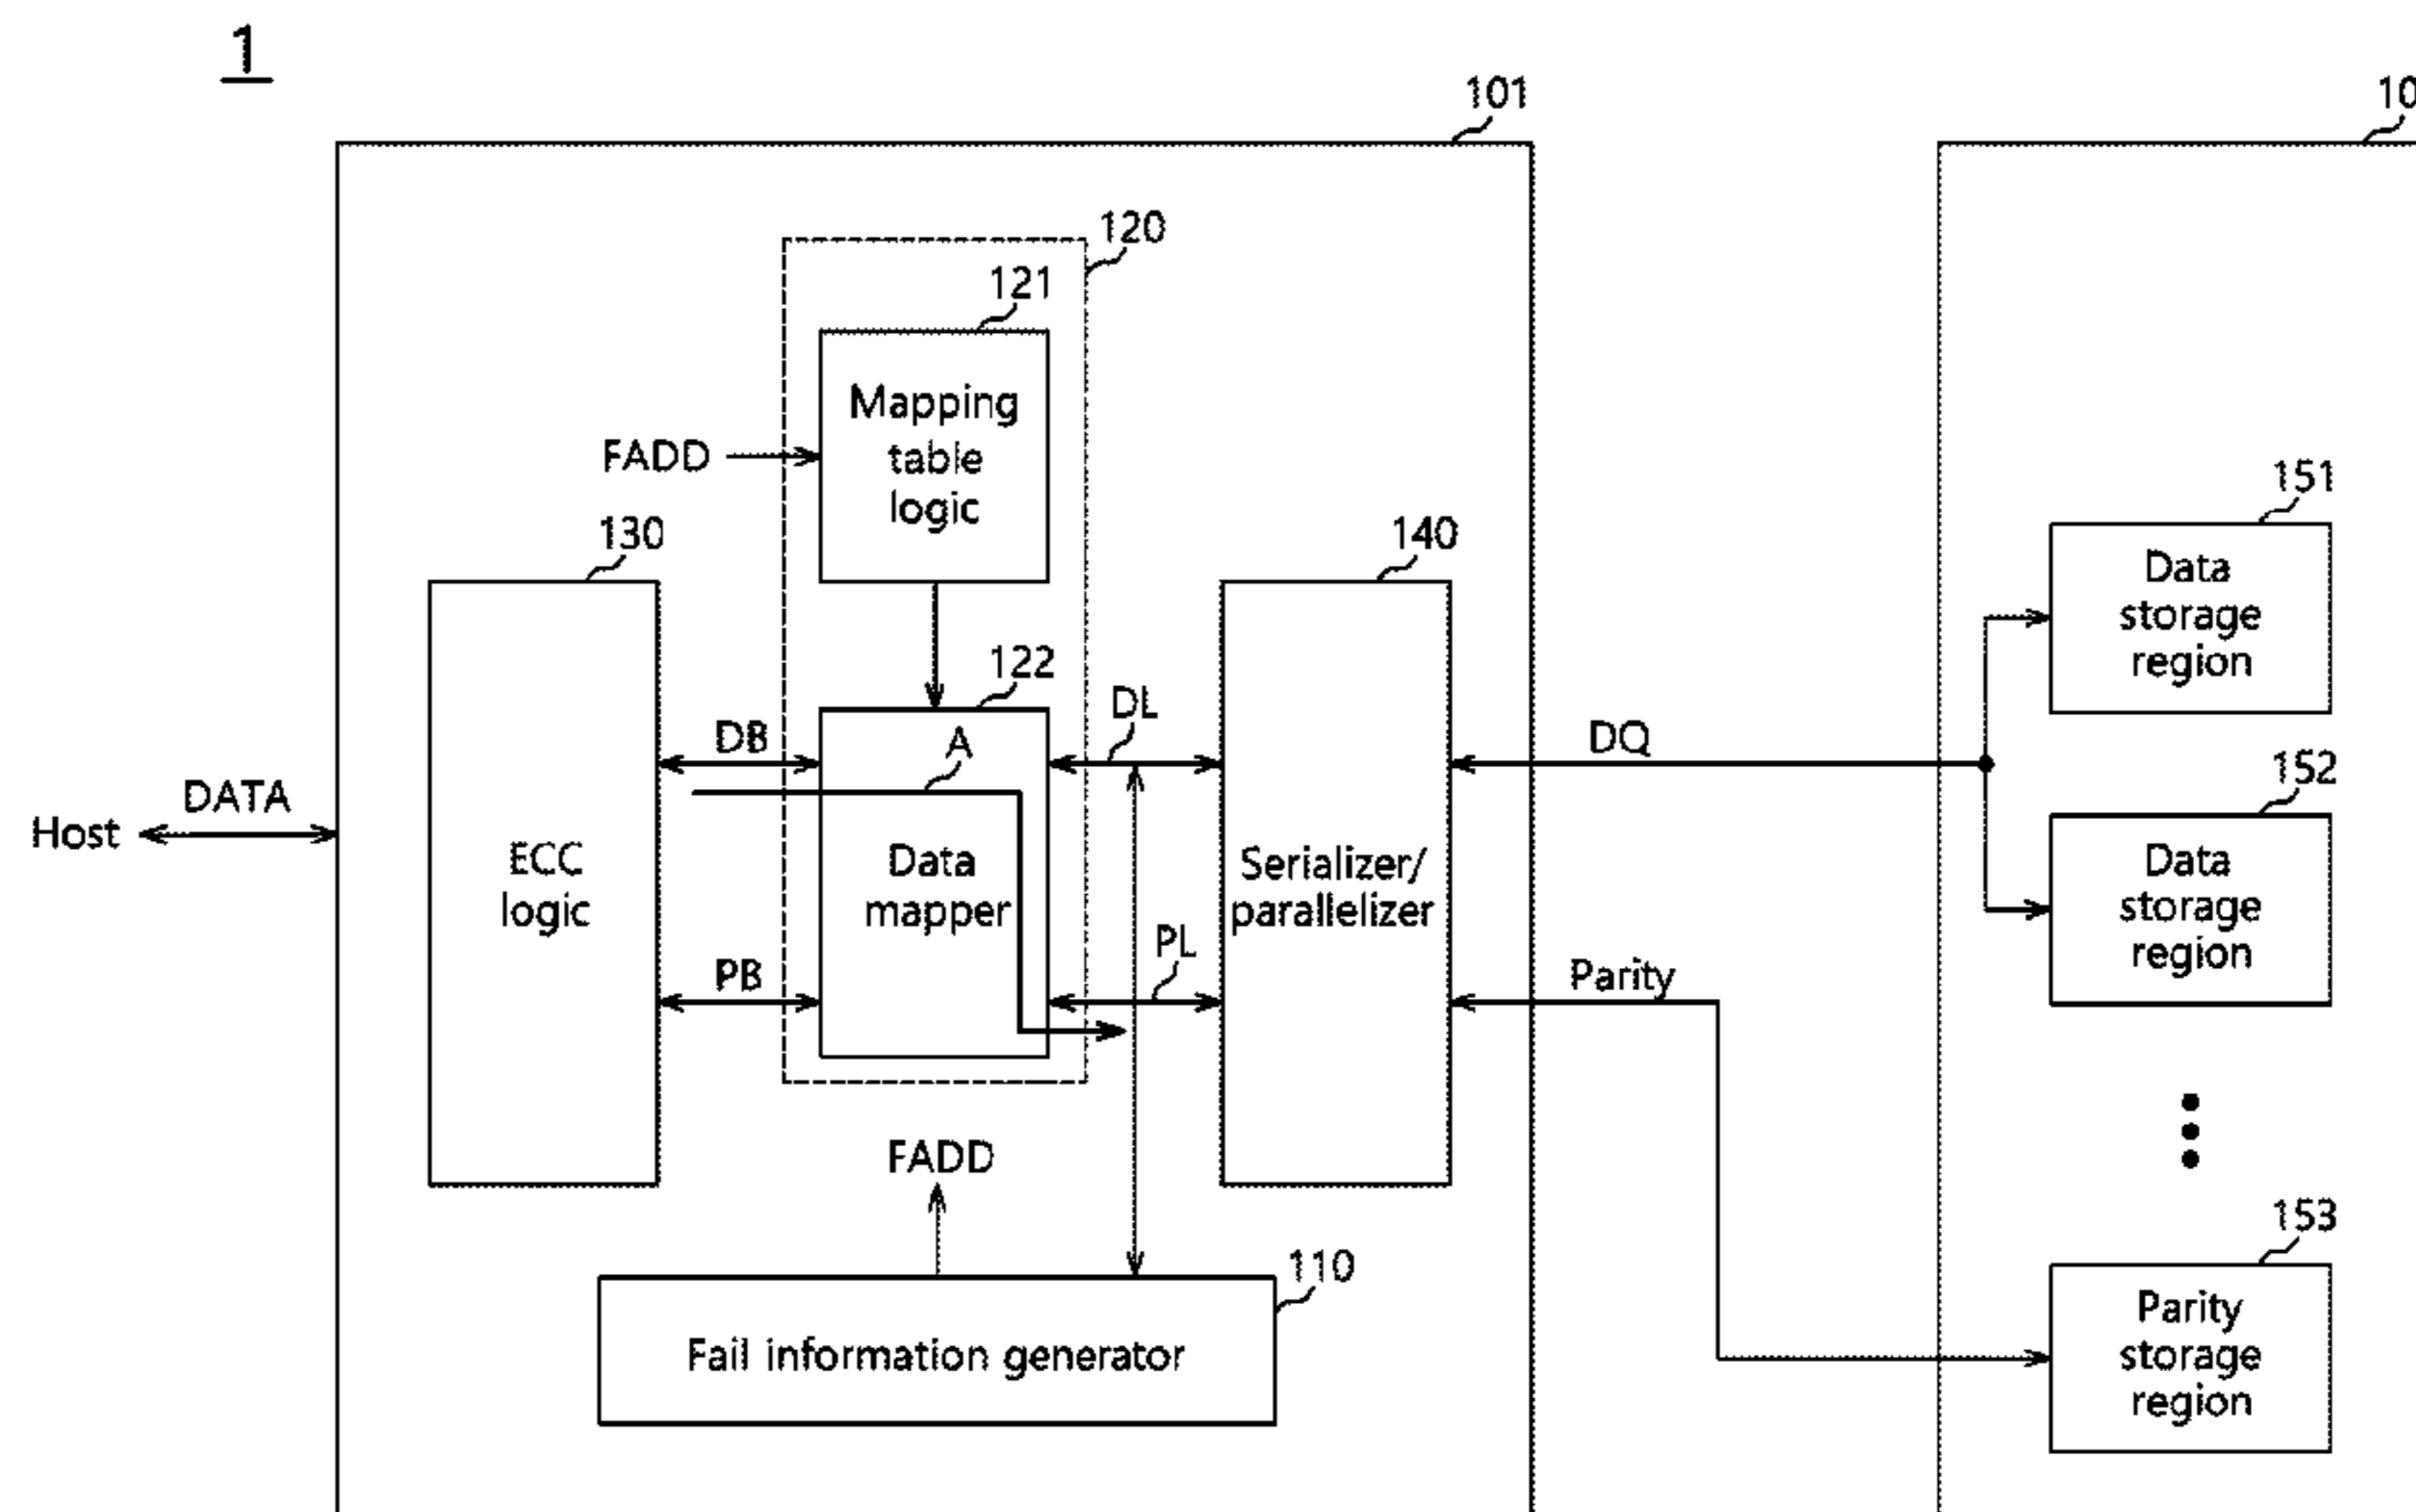 1
101
10
120
121
Mapping
table
logic
FADD
130
140
151
Data
storage
region
122
DL
DB
A
DQ
152
DATA
Host
ECC
logic
Data
mapper
Serializer/
parallelizer
Data
storage
region
PL
PB
Parity
FADD
153
110
Parity
storage
region
Fail information generator